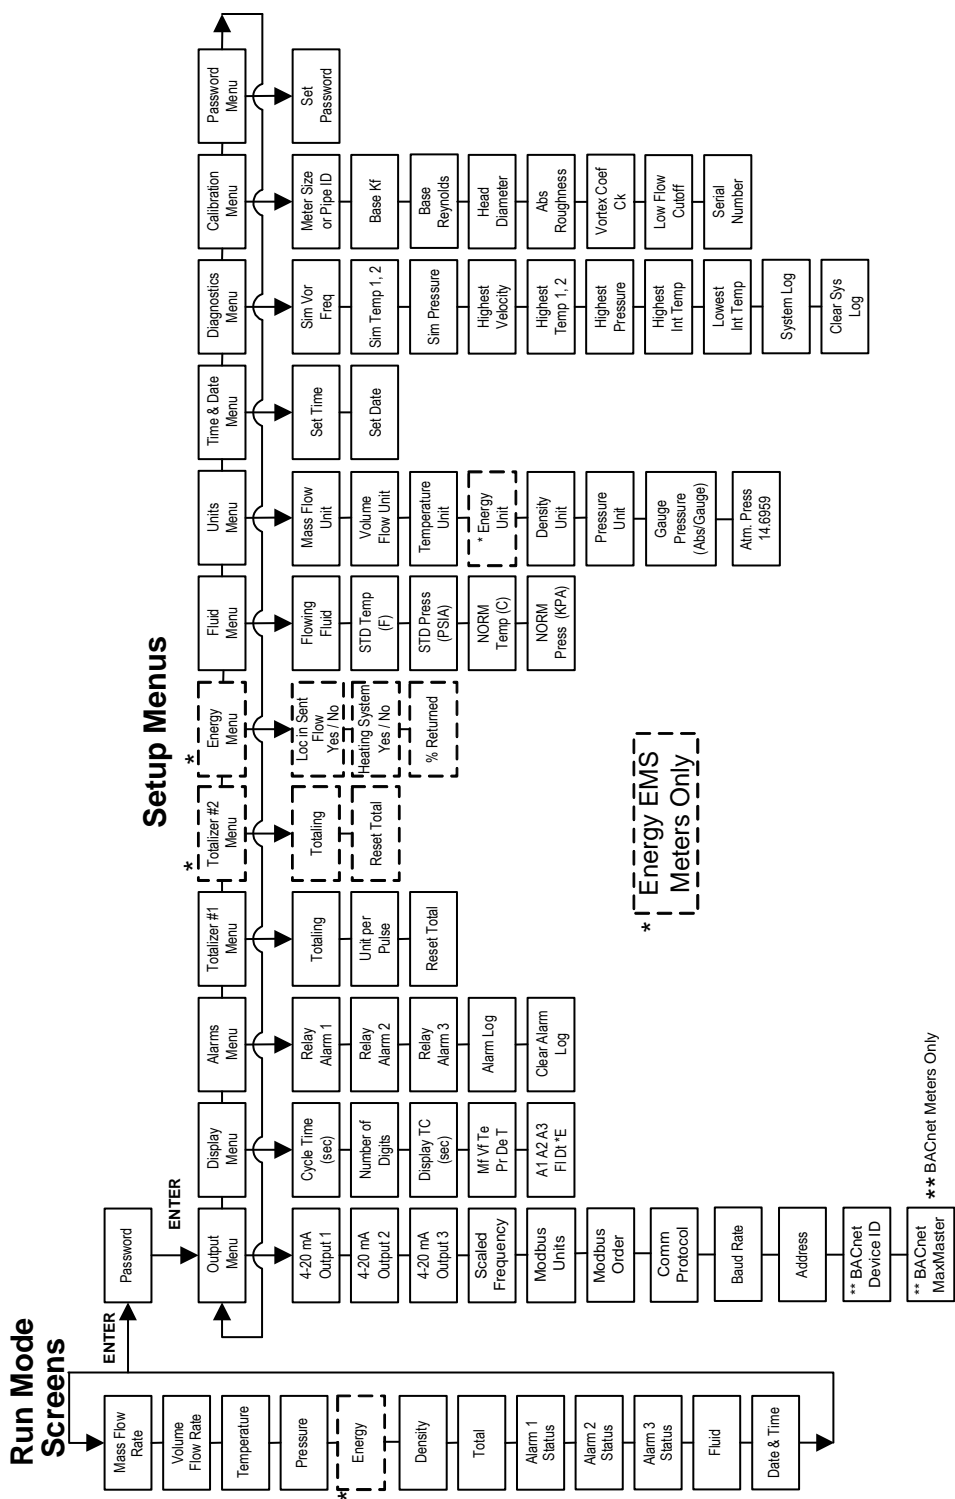 Run Mode
Screens
Mass Flow
Rate
Volume
Flow Rate
Temperature
Pressure
*
Energy
Density
Total
Alarm 1
Status
Alarm 2
Status
Alarm 3
Status
Fluid
Date & Time
ENTER
Password
ENTER
Setup Menus
Output
Menu
4-20 mA
Output 1
4-20 mA
Output 2
4-20 mA
Output 3
Scaled
Frequency
Modbus
Units
Modbus
Order
Comm
Protocol
Baud Rate
Address
** BACnet
Device ID
** BACnet
MaxMaster
** BACnet Meters Only
Display
Menu
Cycle Time
(sec)
Number of
Digits
Display TC
(sec)
Mf Vf Te
Pr De T
A1 A2 A3
Fl Dt *E
Alarms
Menu
Relay
Alarm 1
Relay
Alarm 2
Relay
Alarm 3
Alarm Log
Clear Alarm
Log
Totalizer #1
Menu
Totaling
Unit per
Pulse
Reset Total
*
Totalizer #2
Menu
Totaling
Reset Total
*
Energy
Menu
Loc in Sent
Flow
Yes / No
Heating System
Yes / No
% Returned
* Energy EMS
Meters Only
Fluid
Menu
Flowing
Fluid
STD Temp
(F)
STD Press
(PSIA)
NORM
Temp (C)
NORM
Press (KPA)
Units
Menu
Mass Flow
Unit
Volume
Flow Unit
Temperature
Unit
* Energy
Unit
Density
Unit
Pressure
Unit
Gauge
Pressure
(Abs/Gauge)
Atm. Press
14.6959
Time & Date
Menu
Set Time
Set Date
Diagnostics
Menu
Sim Vor
Freq
Sim Temp 1, 2
Sim Pressure
Highest
Velocity
Highest
Temp 1, 2
Highest
Pressure
Highest
Int Temp
Lowest
Int Temp
System Log
Clear Sys
Log
Calibration
Menu
Meter Size
or Pipe ID
Base Kf
Base
Reynolds
Head
Diameter
Abs
Roughness
Vortex Coef
Ck
Low Flow
Cutoff
Serial
Number
Password
Menu
Set
Password